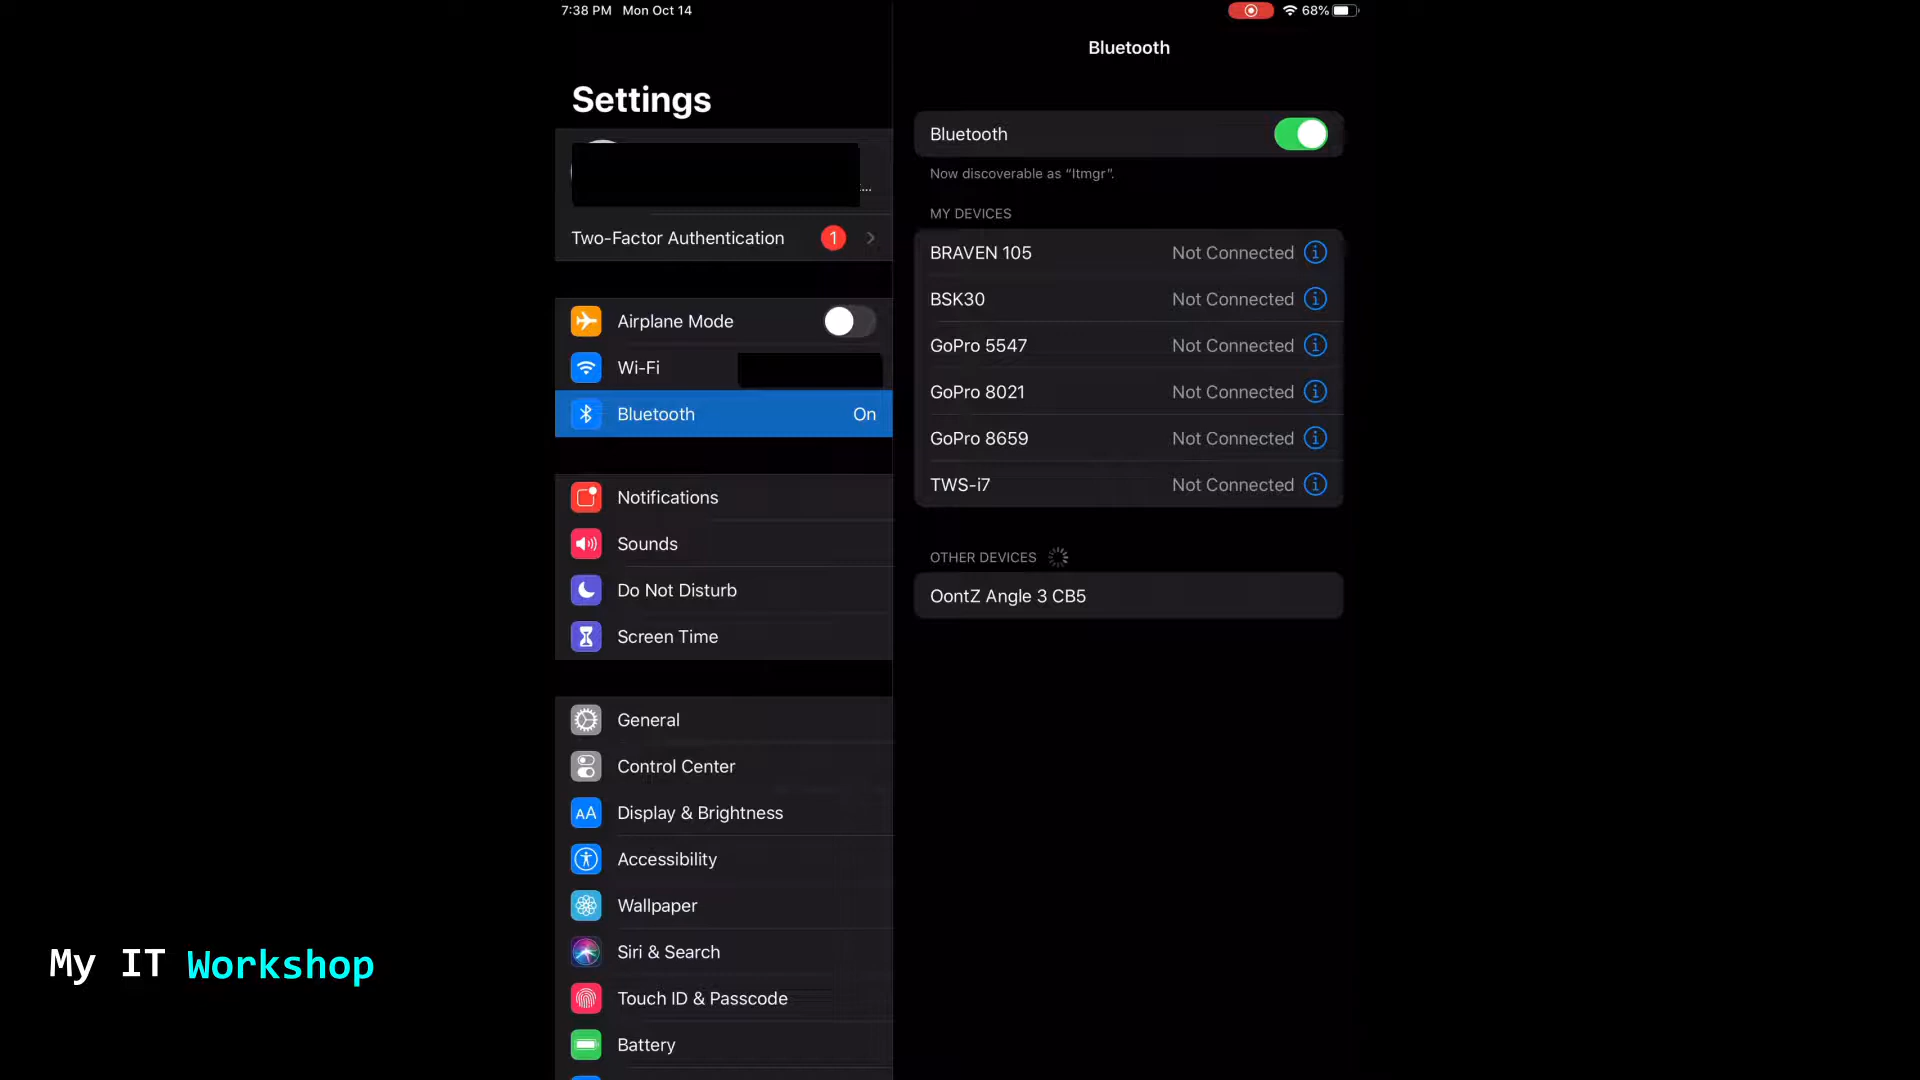 7:38 PM Mon Oct 14
68%
Settings
...
Two-Factor Authentication 1
Airplane Mode
Wi-Fi
Bluetooth On
Notifications
Sounds
Do Not Disturb
Screen Time
General
Control Center
AA Display & Brightness
Accessibility
Wallpaper
Siri & Search
Touch ID & Passcode
Battery
Bluetooth
Bluetooth
Now discoverable as “Itmgr”.
MY DEVICES
BRAVEN 105 Not Connected
BSK30 Not Connected
GoPro 5547 Not Connected
GoPro 8021 Not Connected
GoPro 8659 Not Connected
TWS-i7 Not Connected
OTHER DEVICES
OontZ Angle 3 CB5
My IT Workshop